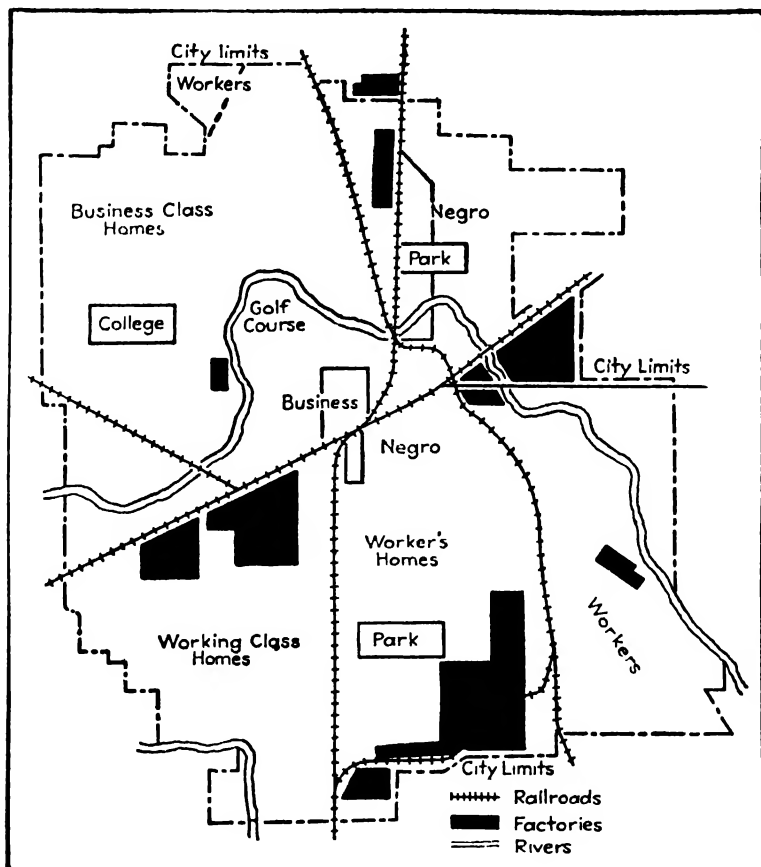 City limits
Workers
Business Class
Homes
Negro
Park
Golf
Course
College
City Limits
Business
Negro
Worker's
Homes
Workers
Working Class
Homes
Park
City Limits
Railroads
Factories
Rivers